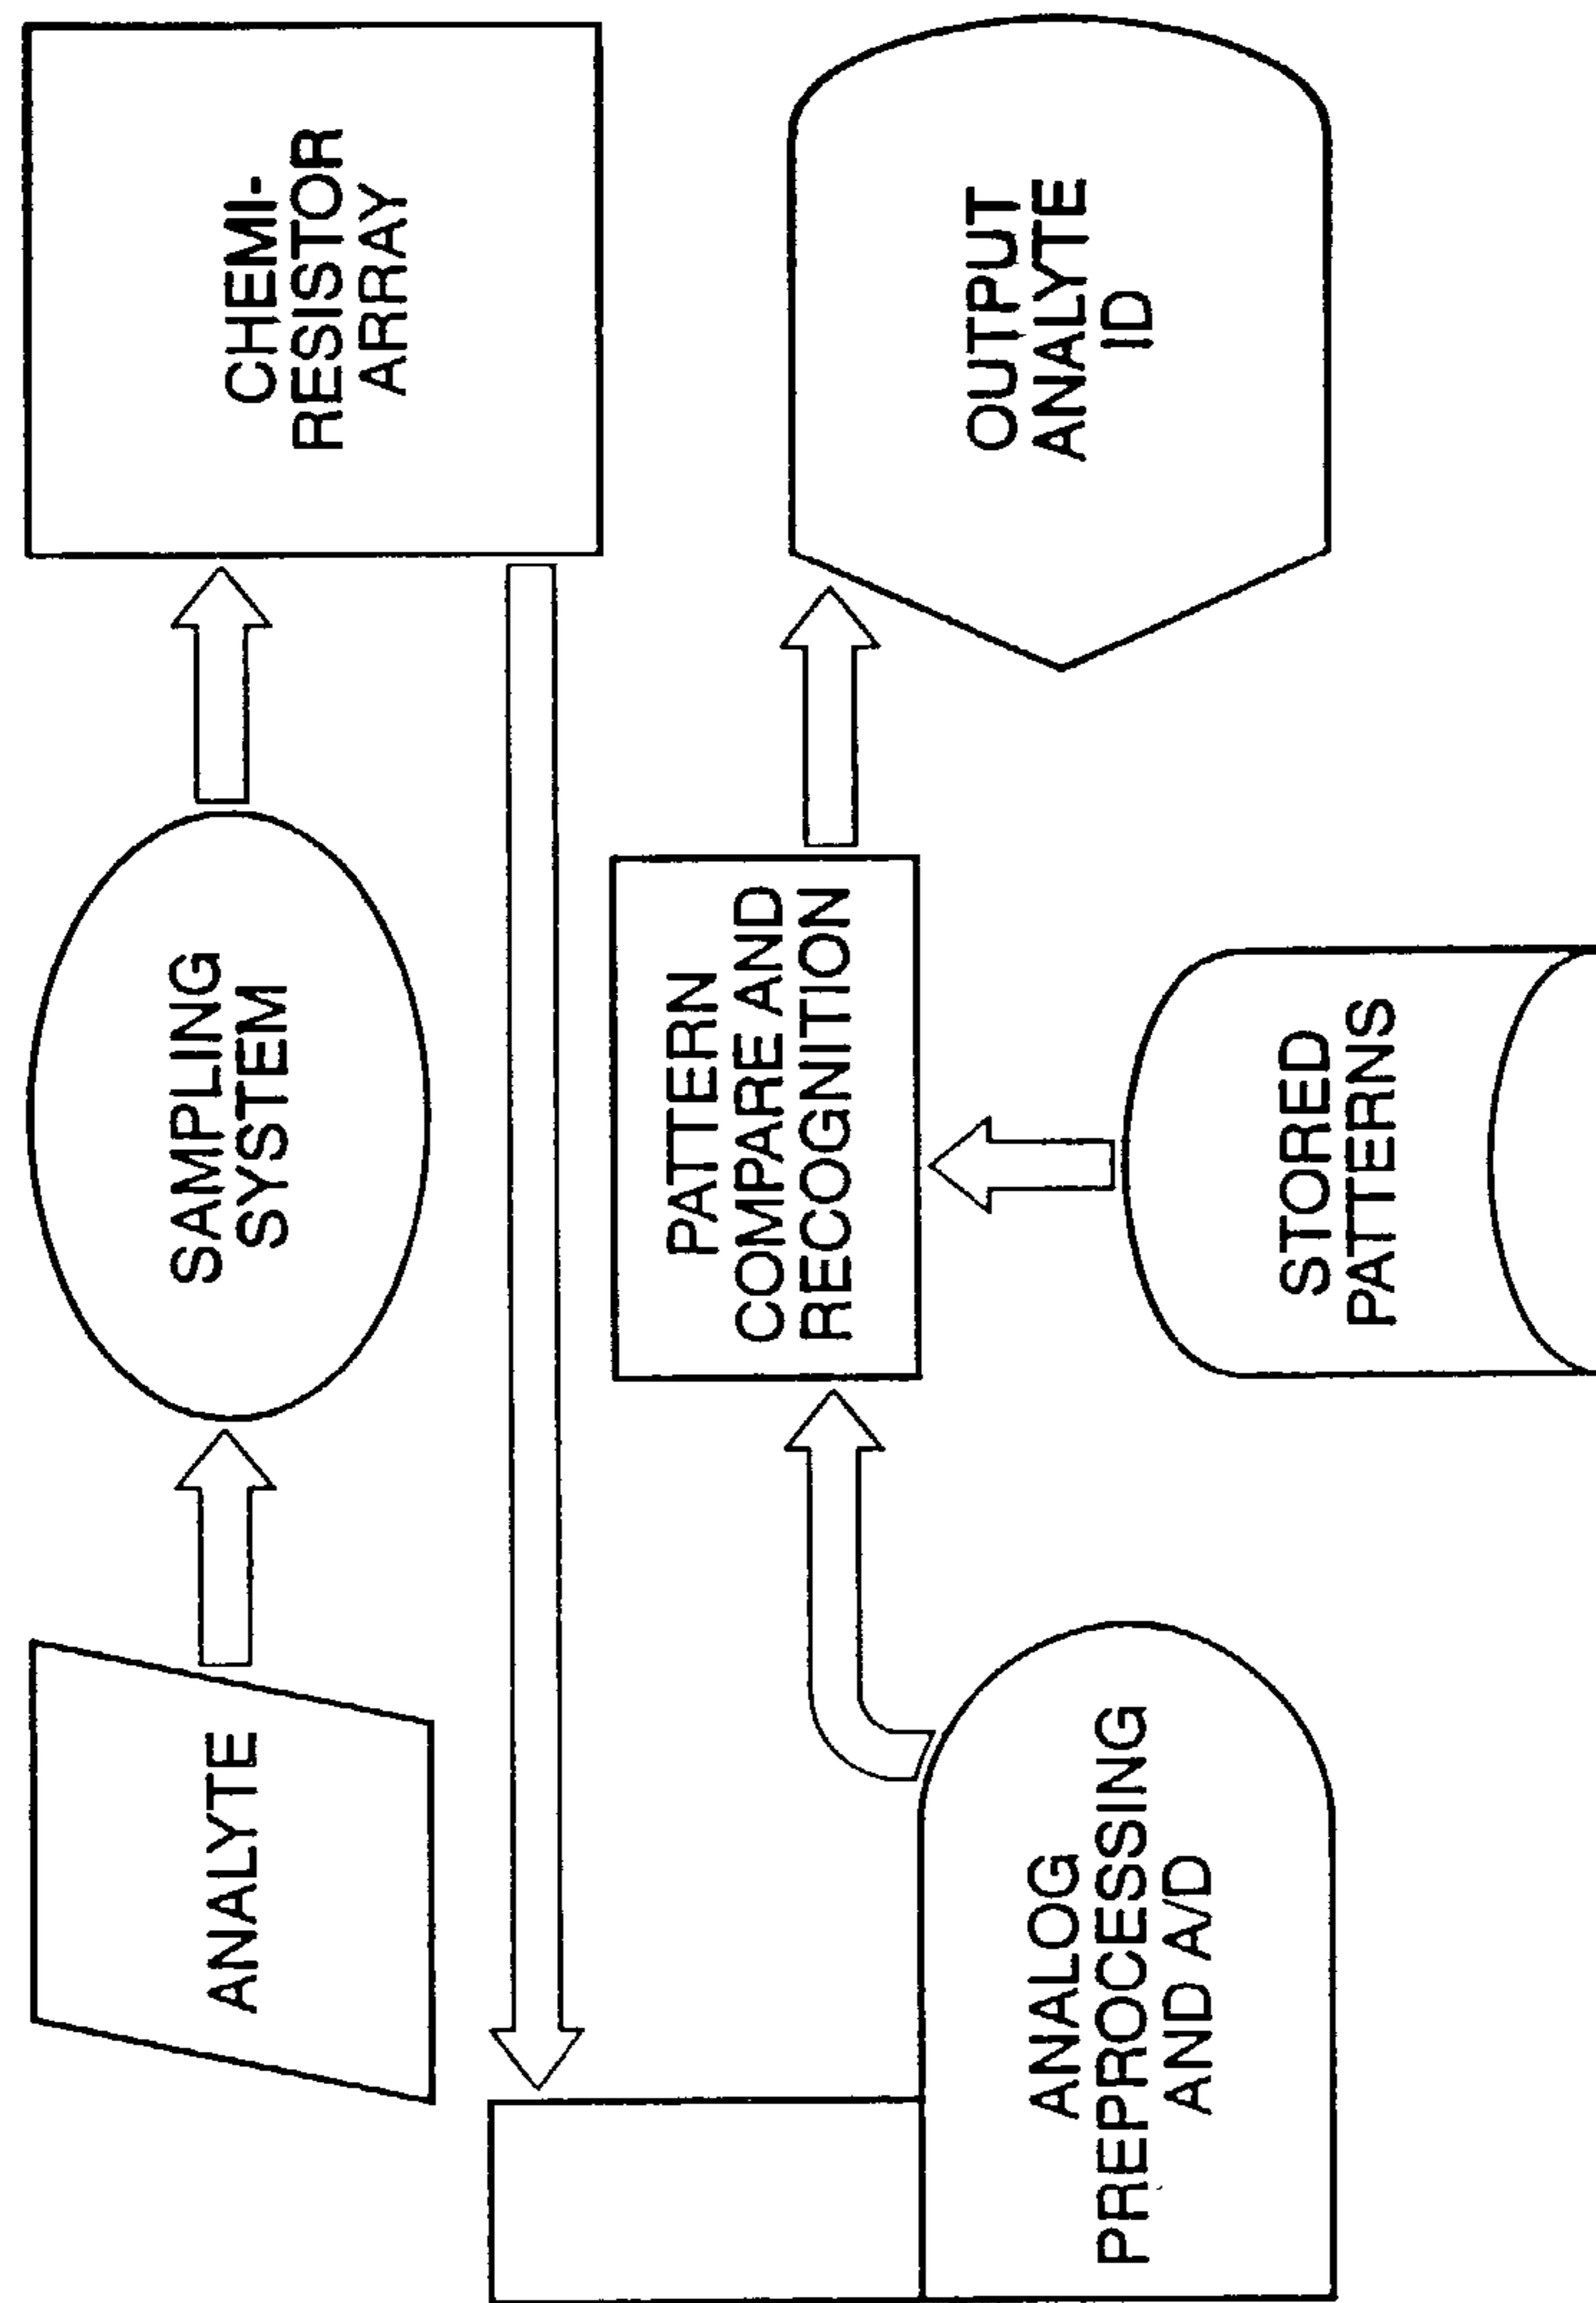 ANALYTE
SAMPLING
SYSTEM
CHEMI-
RESISTOR
ARRAY
ANALOG
PREPROCESSING
AND A/D
PATTERN
COMPARE AND
RECOGNITION
STORED
PATTERNS
OUTPUT
ANALYTE
ID